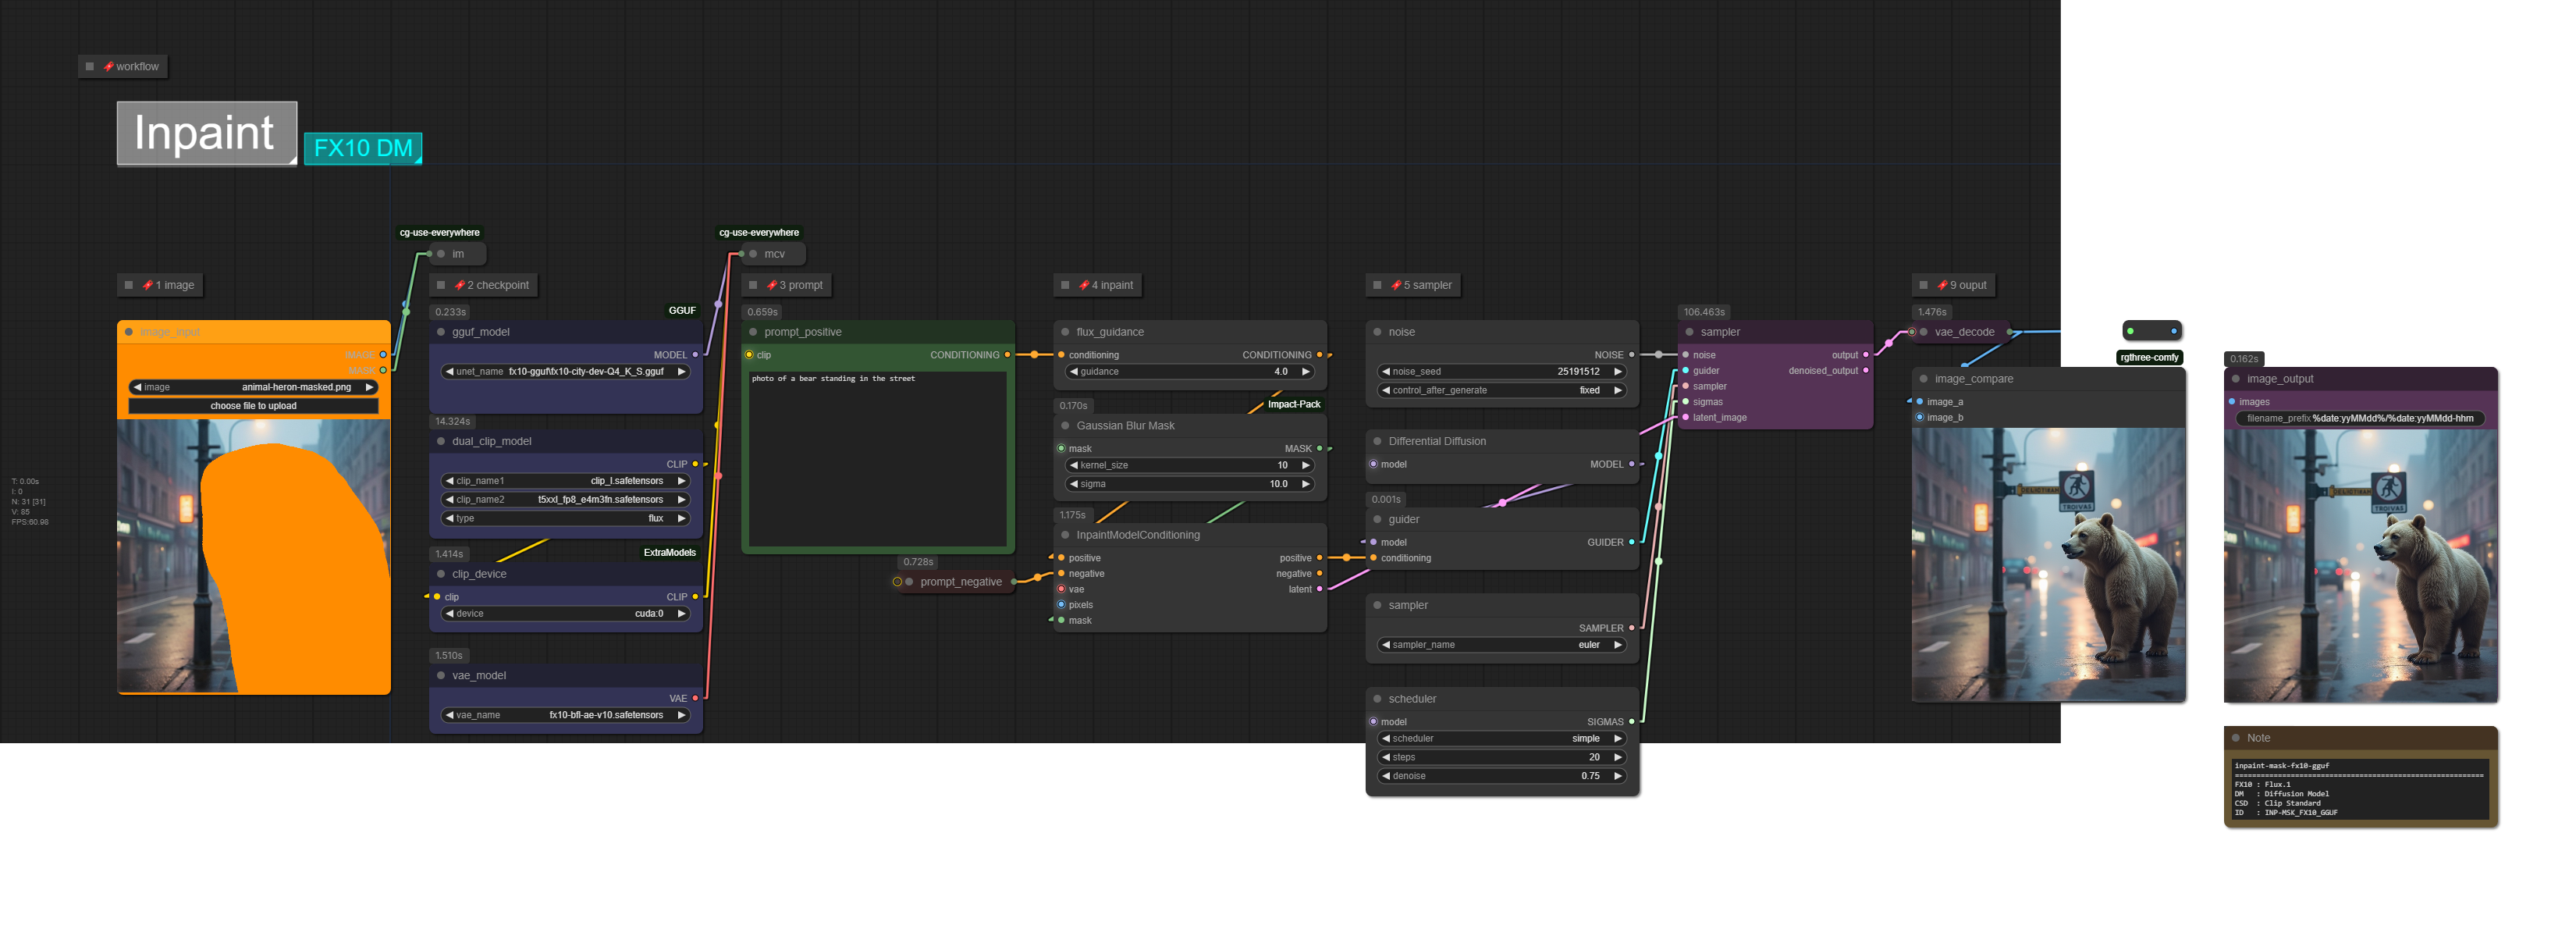 workflow
Inpaint
FX10 DM
cg-use-everywhere
im
cg-use-everywhere
mcv
1 image
2 checkpoint
3 prompt
4 inpaint
5 sampler
9 ouput
image_input
IMAGE
MASK
image animal-heron-masked.png
choose file to upload
T: 0.00s
I: 0
N: 31 [31]
V: 85
FPS:60.98
0.233s
GGUF
gguf_model
MODEL
unet_name fx10-gguf\fx10-city-dev-Q4_K_S.gguf
14.324s
dual_clip_model
CLIP
clip_name1 clip_l.safetensors
clip_name2 t5xxl_fp8_e4m3fn.safetensors
type flux
1.414s
ExtraModels
clip_device
clip CLIP
device cuda:0
1.510s
vae_model
VAE
vae_name fx10-bfl-ae-v10.safetensors
0.659s
prompt_positive
clip CONDITIONING
photo of a bear standing in the street
0.728s
prompt_negative
flux_guidance
conditioning CONDITIONING
guidance 4.0
0.170s
Impact-Pack
Gaussian Blur Mask
mask MASK
kernel_size 10
sigma 10.0
1.175s
InpaintModelConditioning
positive positive
negative negative
vae latent
pixels
mask
noise
NOISE
noise_seed 25191512
control_after_generate fixed
Differential Diffusion
model MODEL
0.001s
guider
model GUIDER
conditioning
sampler
SAMPLER
sampler_name euler
scheduler
model SIGMAS
scheduler simple
steps 20
denoise 0.75
106.463s
sampler
noise output
guider denoised_output
sampler
sigmas
latent_image
1.476s
vae_decode
rgthree-comfy
image_compare
image_a
image_b
TROIVAS
0.162s
image_output
images
filename_prefix %date:yyMMdd%/%date:yyMMdd-hhm
TROIVAS
Note
inpaint-mask-fx10-gguf
==========================================================
FX10 : Flux.1
DM : Diffusion Model
CSD : Clip Standard
ID : INP-MSK_FX10_GGUF